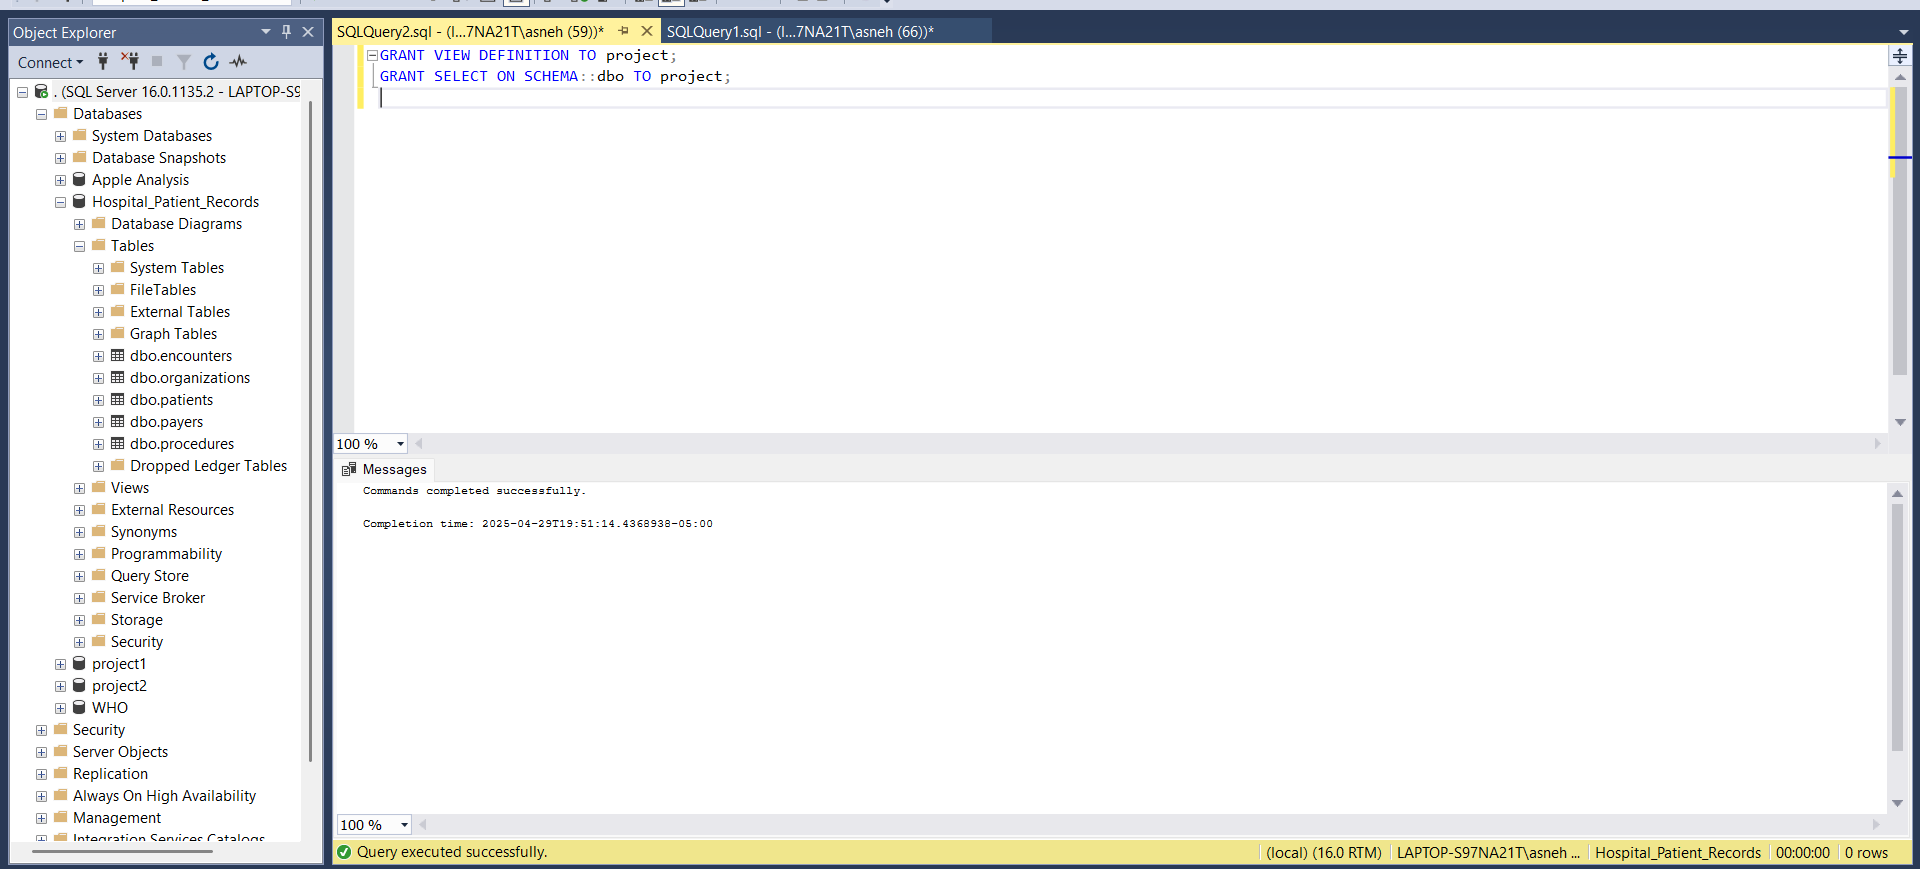 Object Explorer
Connect
. (SQL Server 16.0.1135.2 - LAPTOP-S9
Databases
System Databases
Database Snapshots
Apple Analysis
Hospital_Patient_Records
Database Diagrams
Tables
System Tables
FileTables
External Tables
Graph Tables
dbo.encounters
dbo.organizations
dbo.patients
dbo.payers
dbo.procedures
Dropped Ledger Tables
Views
External Resources
Synonyms
Programmability
Query Store
Service Broker
Storage
Security
project1
project2
WHO
Security
Server Objects
Replication
Always On High Availability
Management
Integration Services Catalogs
SQLQuery2.sql - (l...7NA21T\asneh (59))*
SQLQuery1.sql - (l...7NA21T\asneh (66))*
GRANT VIEW DEFINITION TO project;
GRANT SELECT ON SCHEMA::dbo TO project;
100 %
Messages
Commands completed successfully.
Completion time: 2025-04-29T19:51:14.4368938-05:00
100 %
Query executed successfully.
(local) (16.0 RTM)
LAPTOP-S97NA21T\asneh ...
Hospital_Patient_Records
00:00:00
0 rows